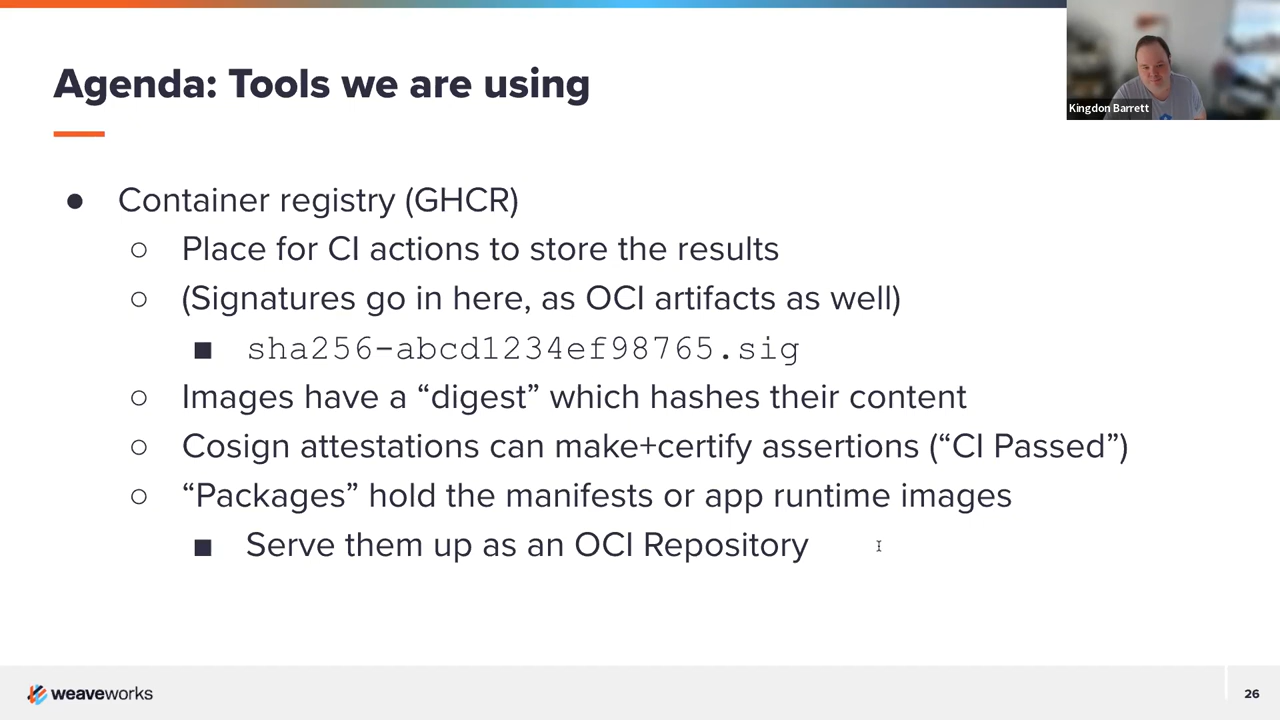 Agenda: Tools we are using
Kingdon Barrett
● Container registry (GHCR)
○ Place for CI actions to store the results
○ (Signatures go in here, as OCI artifacts as well)
■ sha256-abcd1234ef98765.sig
○ Images have a “digest” which hashes their content
○ Cosign attestations can make+certify assertions (“CI Passed”)
○ “Packages” hold the manifests or app runtime images
■ Serve them up as an OCI Repository
weaveworks
26